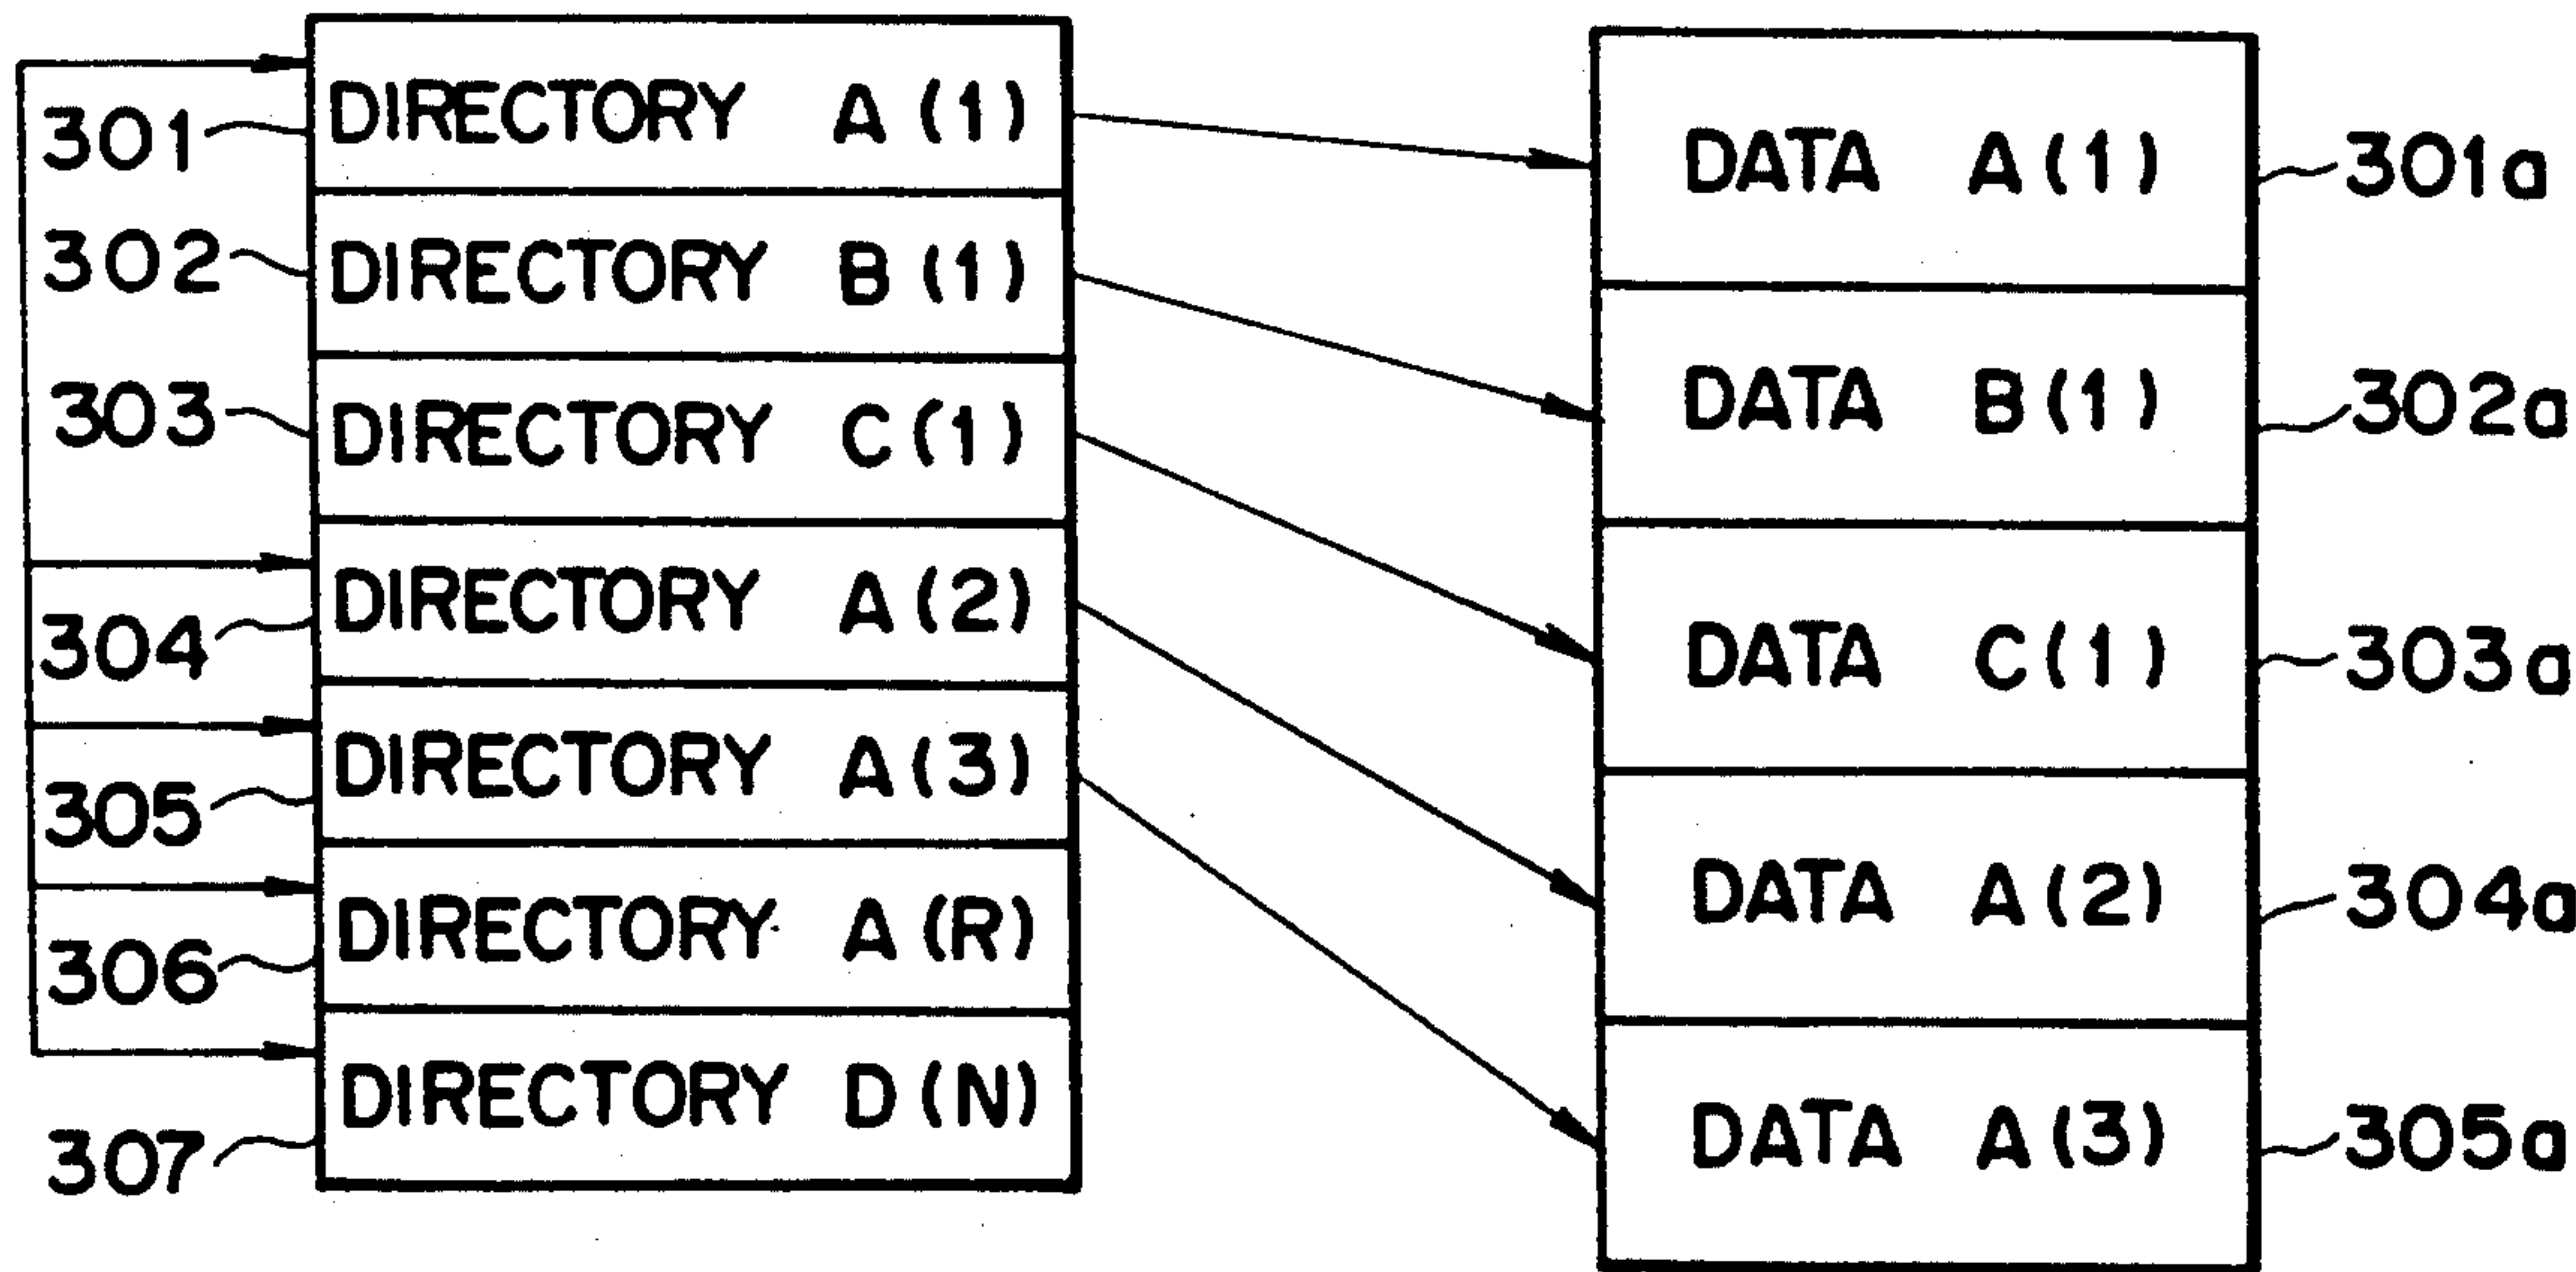 301 DIRECTORY A(1)
302 DIRECTORY B(1)
303 DIRECTORY C(1)
304 DIRECTORY A(2)
305 DIRECTORY A(3)
306 DIRECTORY A(R)
307 DIRECTORY D(N)
DATA A(1) 301a
DATA B(1) 302a
DATA C(1) 303a
DATA A(2) 304a
DATA A(3) 305a